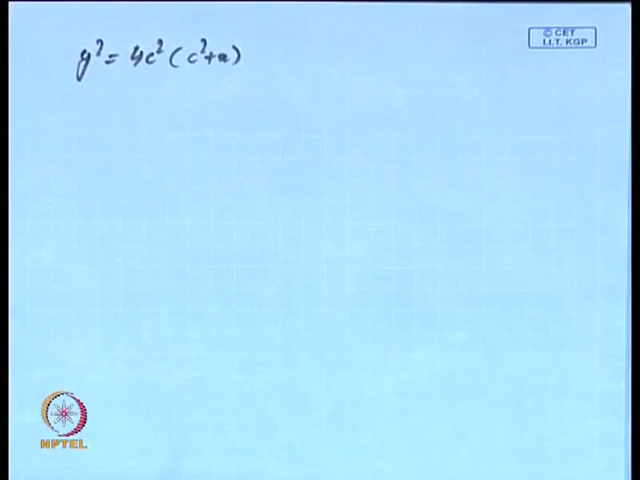 y² = 4c² (c²+x)
© CET
I.I.T. KGP
NPTEL